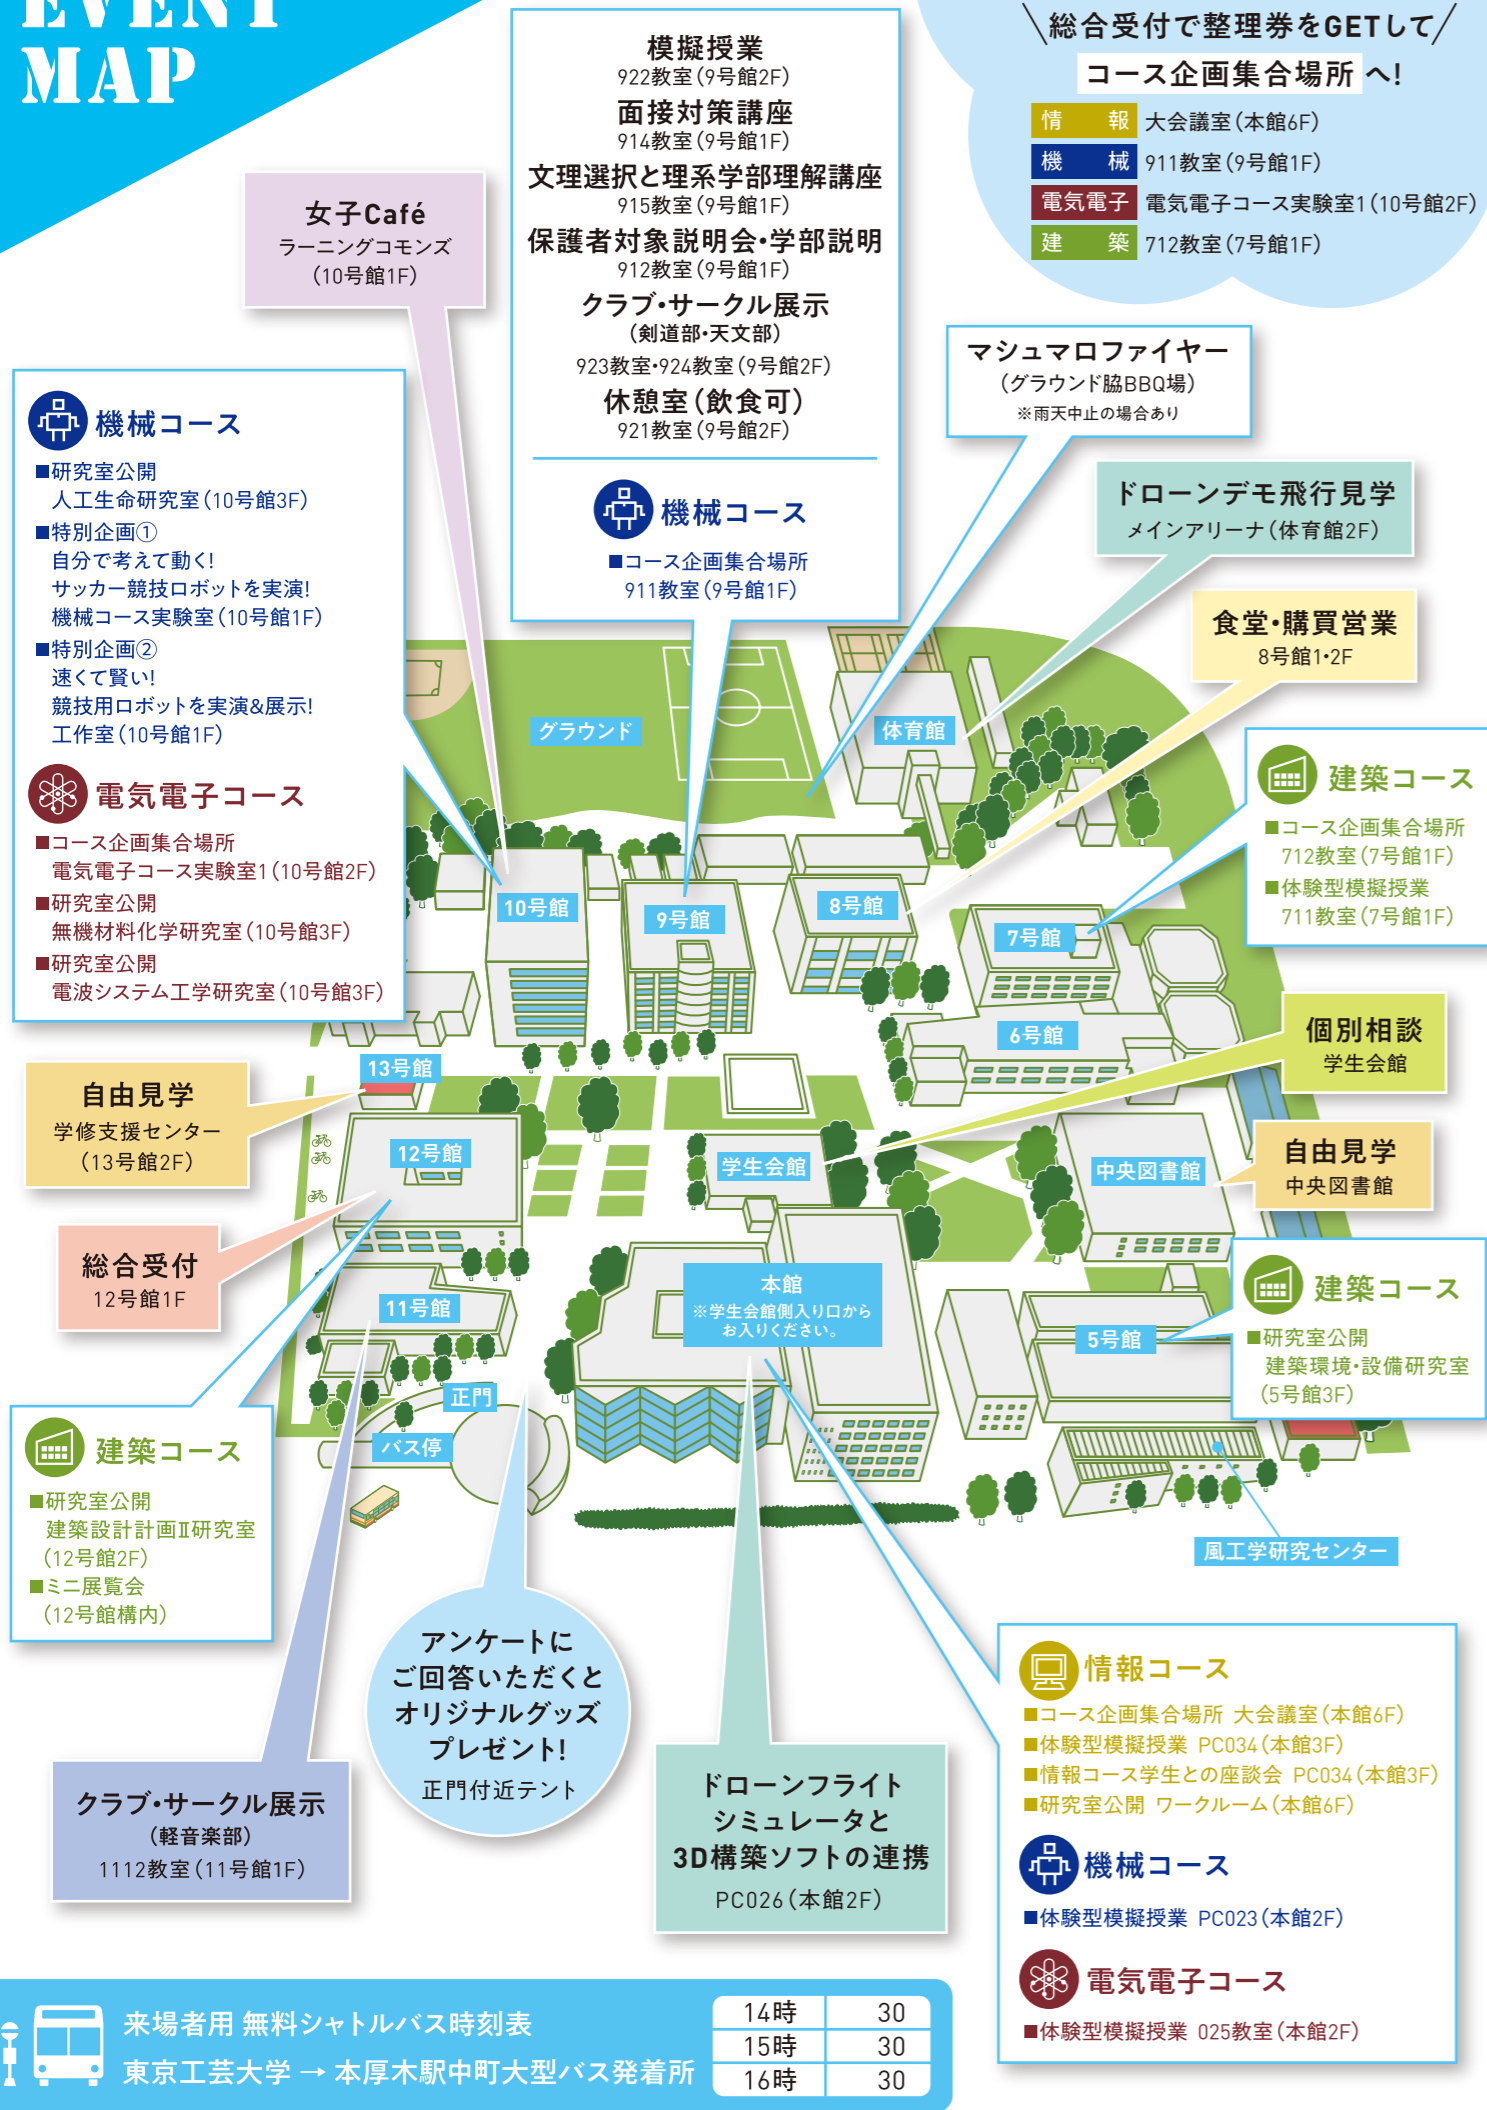 EVENT
MAP
総合受付で整理券をGETして
コース企画集合場所 へ!
情報 大会議室(本館6F)
機械 911教室(9号館1F)
電気電子 電気電子コース実験室1(10号館2F)
建築 712教室(7号館1F)
模擬授業
922教室(9号館2F)
面接対策講座
914教室(9号館1F)
文理選択と理系学部理解講座
915教室(9号館1F)
保護者対象説明会・学部説明
912教室(9号館1F)
クラブ・サークル展示
(剣道部・天文部)
923教室・924教室(9号館2F)
休憩室(飲食可)
921教室(9号館2F)
機械コース
■コース企画集合場所
911教室(9号館1F)
女子Café
ラーニングコモンズ
(10号館1F)
マシュマロファイヤー
(グラウンド脇BBQ場)
※雨天中止の場合あり
ドローンデモ飛行見学
メインアリーナ(体育館2F)
食堂・購買営業
8号館1・2F
機械コース
■研究室公開
人工生命研究室(10号館3F)
■特別企画①
自分で考えて動く!
サッカー競技ロボットを実演!
機械コース実験室(10号館1F)
■特別企画②
速くて賢い!
競技用ロボットを実演&展示!
工作室(10号館1F)
電気電子コース
■コース企画集合場所
電気電子コース実験室1(10号館2F)
■研究室公開
無機材料化学研究室(10号館3F)
■研究室公開
電波システム工学研究室(10号館3F)
建築コース
■コース企画集合場所
712教室(7号館1F)
■体験型模擬授業
711教室(7号館1F)
グラウンド
体育館
10号館
9号館
8号館
7号館
6号館
13号館
12号館
学生会館
中央図書館
11号館
本館
※学生会館側入り口から
お入りください。
5号館
正門
バス停
風工学研究センター
個別相談
学生会館
自由見学
学修支援センター
(13号館2F)
自由見学
中央図書館
総合受付
12号館1F
建築コース
■研究室公開
建築環境・設備研究室
(5号館3F)
建築コース
■研究室公開
建築設計計画Ⅱ研究室
(12号館2F)
■ミニ展覧会
(12号館構内)
アンケートに
ご回答いただくと
オリジナルグッズ
プレゼント!
正門付近テント
クラブ・サークル展示
(軽音楽部)
1112教室(11号館1F)
ドローンフライト
シミュレータと
3D構築ソフトの連携
PC026(本館2F)
情報コース
■コース企画集合場所 大会議室(本館6F)
■体験型模擬授業 PC034(本館3F)
■情報コース学生との座談会 PC034(本館3F)
■研究室公開 ワークルーム(本館6F)
機械コース
■体験型模擬授業 PC023(本館2F)
電気電子コース
■体験型模擬授業 025教室(本館2F)
来場者用 無料シャトルバス時刻表
東京工芸大学 → 本厚木駅中町大型バス発着所
14時 30
15時 30
16時 30